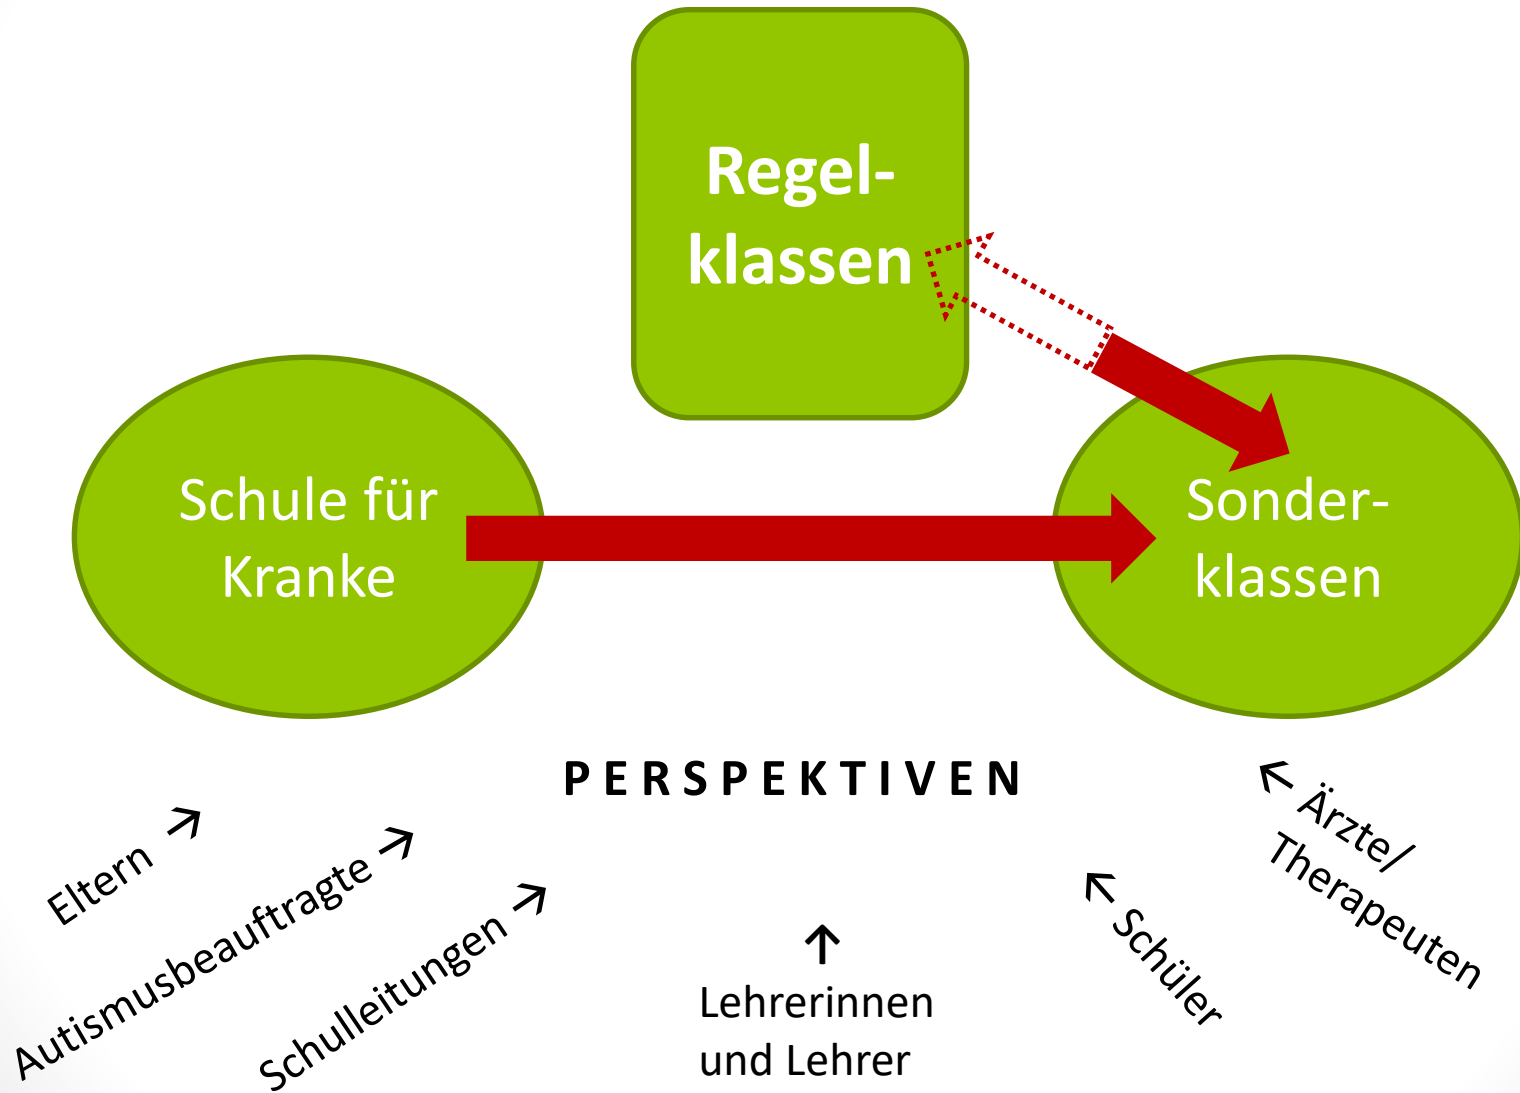 Regel-
klassen
Schule für
Kranke
Sonder-
klassen
PERSPEKTIVEN
Eltern →
Autismusbeauftragte →
Schulleitungen →
↑
Lehrerinnen
und Lehrer
← Schüler
← Ärzte/
Therapeuten